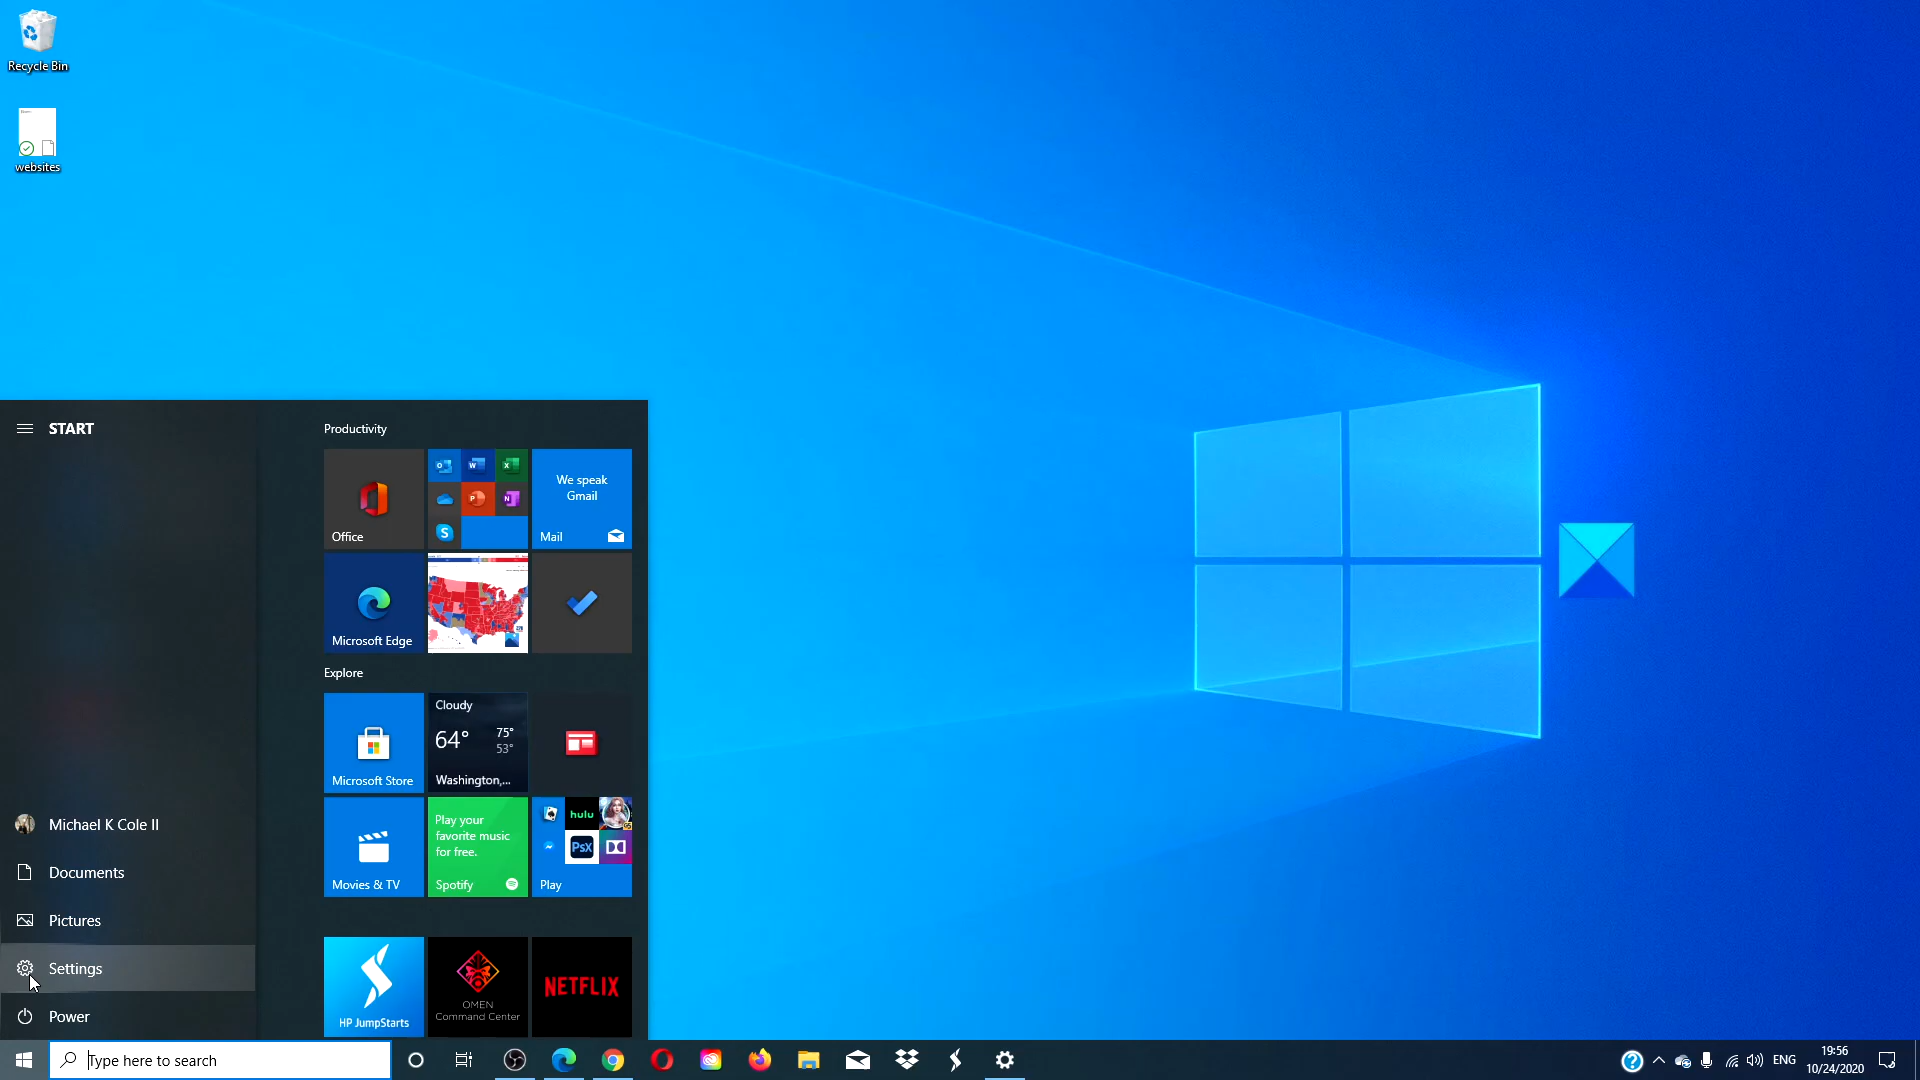 Recycle Bin
websites
START
Productivity
Office
We speak
Gmail
Mail
Microsoft Edge
Explore
Microsoft Store
Cloudy
64°
75°
53°
Washington,...
Movies & TV
Play your
favorite music
for free.
Spotify
hulu
PsX
Play
Michael K Cole II
Documents
Pictures
Settings
Power
HP JumpStarts
OMEN
Command Center
NETFLIX
Type here to search
ENG
19:56
10/24/2020